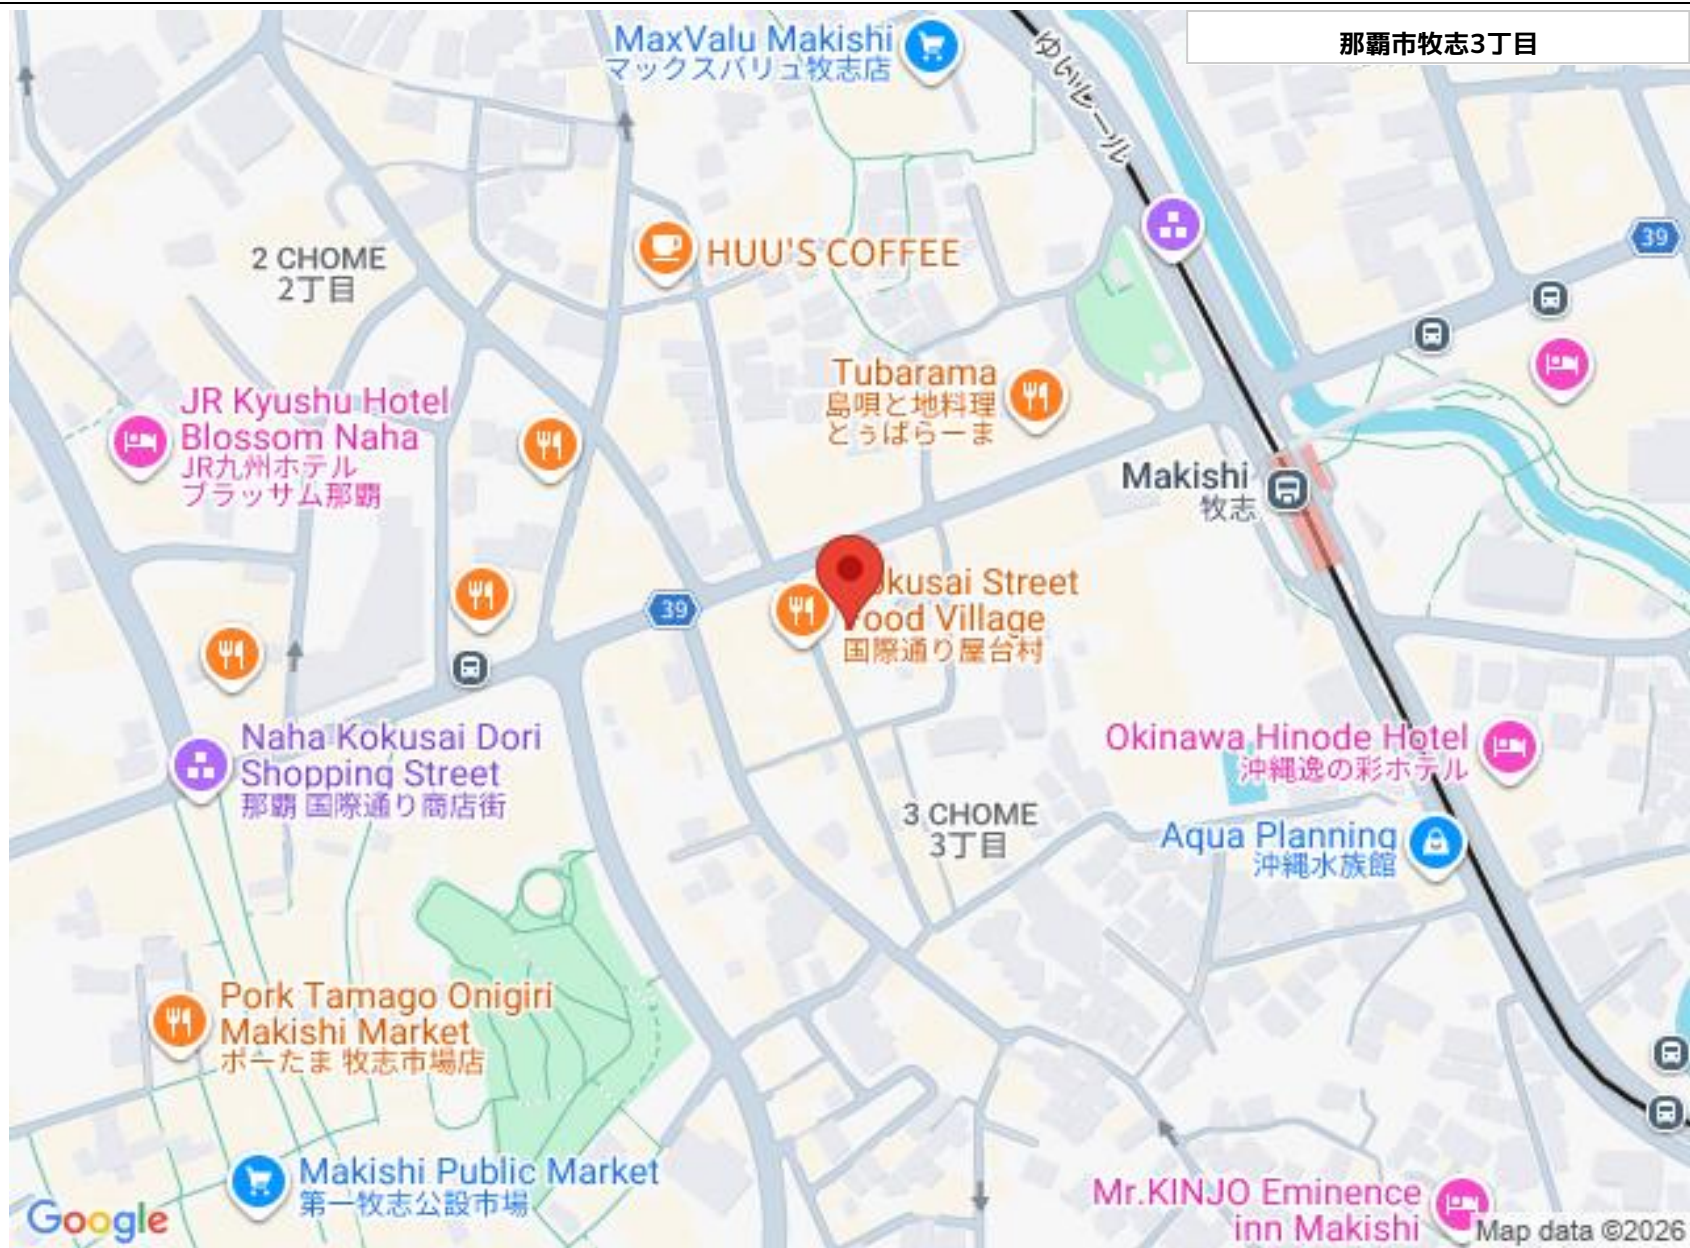 那覇市牧志3丁目
MaxValu Makishi
マックスバリュ牧志店
ゆいレール
39
2 CHOME
2丁目
HUU'S COFFEE
Tubarama
島唄と地料理
とぅばらーま
JR Kyushu Hotel
Blossom Naha
JR九州ホテル
ブラッサム那覇
Makishi
牧志
39
okusai Street
Food Village
国際通り屋台村
Naha Kokusai Dori
Shopping Street
那覇 国際通り商店街
Okinawa Hinode Hotel
沖縄逸の彩ホテル
3 CHOME
3丁目
Aqua Planning
沖縄水族館
Pork Tamago Onigiri
Makishi Market
ポーたま 牧志市場店
Makishi Public Market
第一牧志公設市場
Mr.KINJO Eminence
inn Makishi
Google
Map data ©2026